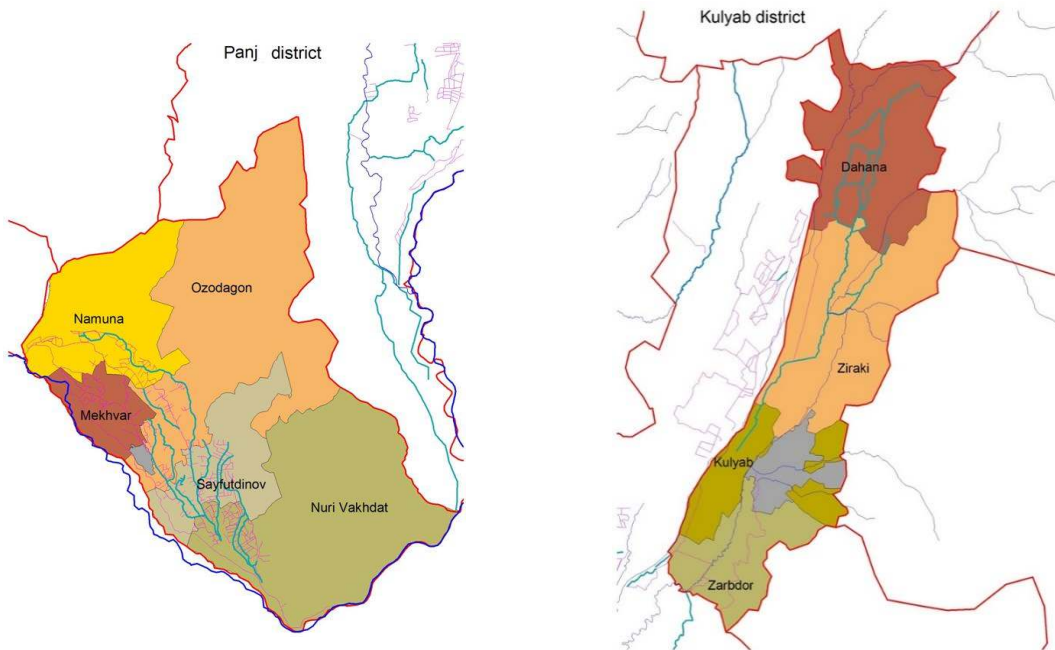 Panj district
Ozodagon
Namuna
Mekhvar
Sayfutdinov
Nuri Vakhdat
Kulyab district
Dahana
Ziraki
Kulyab
Zarbdor